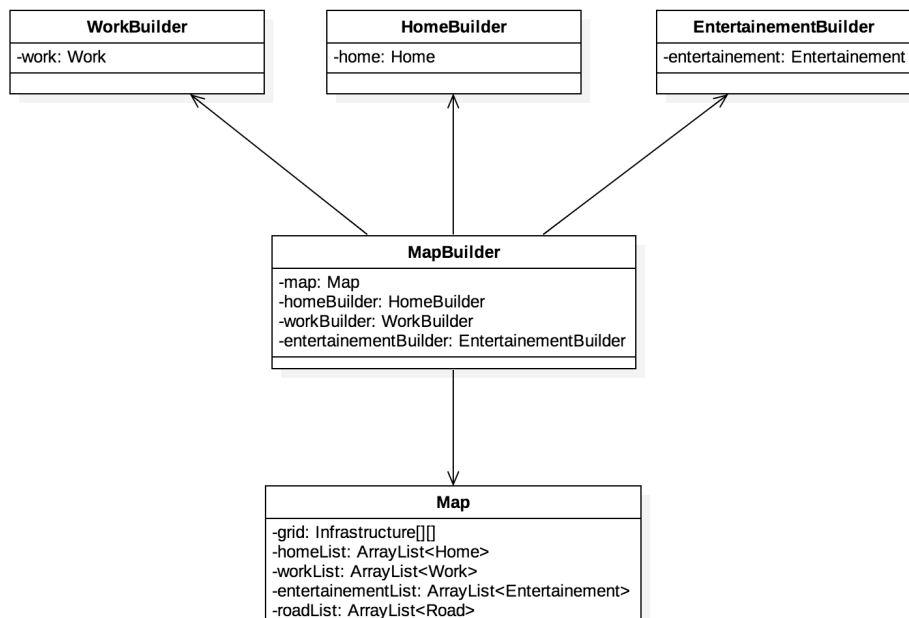 WorkBuilder
-work: Work
HomeBuilder
-home: Home
EntertainementBuilder
-entertainement: Entertainement
MapBuilder
-map: Map
-homeBuilder: HomeBuilder
-workBuilder: WorkBuilder
-entertainementBuilder: EntertainementBuilder
Map
-grid: Infrastructure[][]
-homeList: ArrayList<Home>
-workList: ArrayList<Work>
-entertainementList: ArrayList<Entertainement>
-roadList: ArrayList<Road>